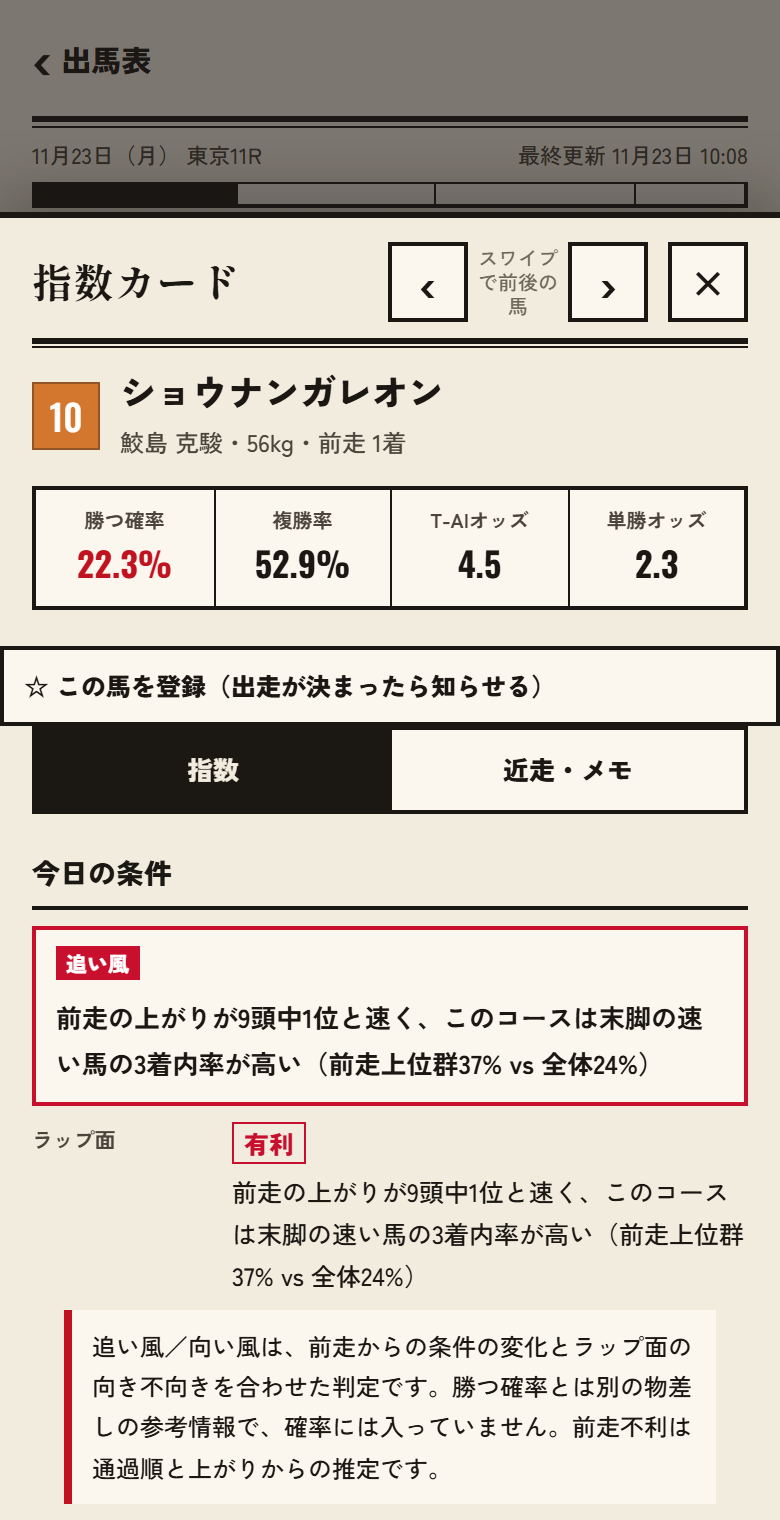 ‹ 出馬表
11月23日（月） 東京11R
最終更新 11月23日 10:08
指数カード
‹
スワイプ
で前後の
馬
›
×
10
ショウナンガレオン
鮫島 克駿・56kg・前走 1着
勝つ確率
複勝率
T-AIオッズ
単勝オッズ
22.3%
52.9%
4.5
2.3
☆ この馬を登録（出走が決まったら知らせる）
指数
近走・メモ
今日の条件
追い風
前走の上がりが9頭中1位と速く、このコースは末脚の速
い馬の3着内率が高い（前走上位群37% vs 全体24%）
ラップ面
有利
前走の上がりが9頭中1位と速く、このコース
は末脚の速い馬の3着内率が高い（前走上位群
37% vs 全体24%）
追い風／向い風は、前走からの条件の変化とラップ面の
向き不向きを合わせた判定です。勝つ確率とは別の物差
しの参考情報で、確率には入っていません。前走不利は
通過順と上がりからの推定です。